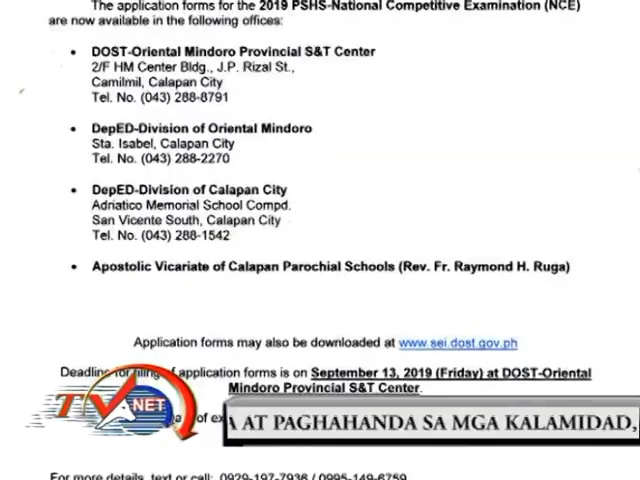 The application forms for the 2019 PSHS-National Competitive Examination (NCE)
are now available in the following offices:
• DOST-Oriental Mindoro Provincial S&T Center
2/F HM Center Bldg., J.P. Rizal St.,
Camilmil, Calapan City
Tel. No. (043) 288-8791
• DepED-Division of Oriental Mindoro
Sta. Isabel, Calapan City
Tel. No. (043) 288-2270
• DepED-Division of Calapan City
Adriatico Memorial School Compd.
San Vicente South, Calapan City
Tel. No. (043) 288-1542
• Apostolic Vicariate of Calapan Parochial Schools (Rev. Fr. Raymond H. Ruga)
Application forms may also be downloaded at www.sei.dost.gov.ph
Deadline for filing of application forms is on September 13, 2019 (Friday) at DOST-Oriental
Mindoro Provincial S&T Center.
TV NET
of
A AT PAGHAHANDA SA MGA KALAMIDAD,
For more details, text or call: 0929-197-7936 / 0995-149-6759